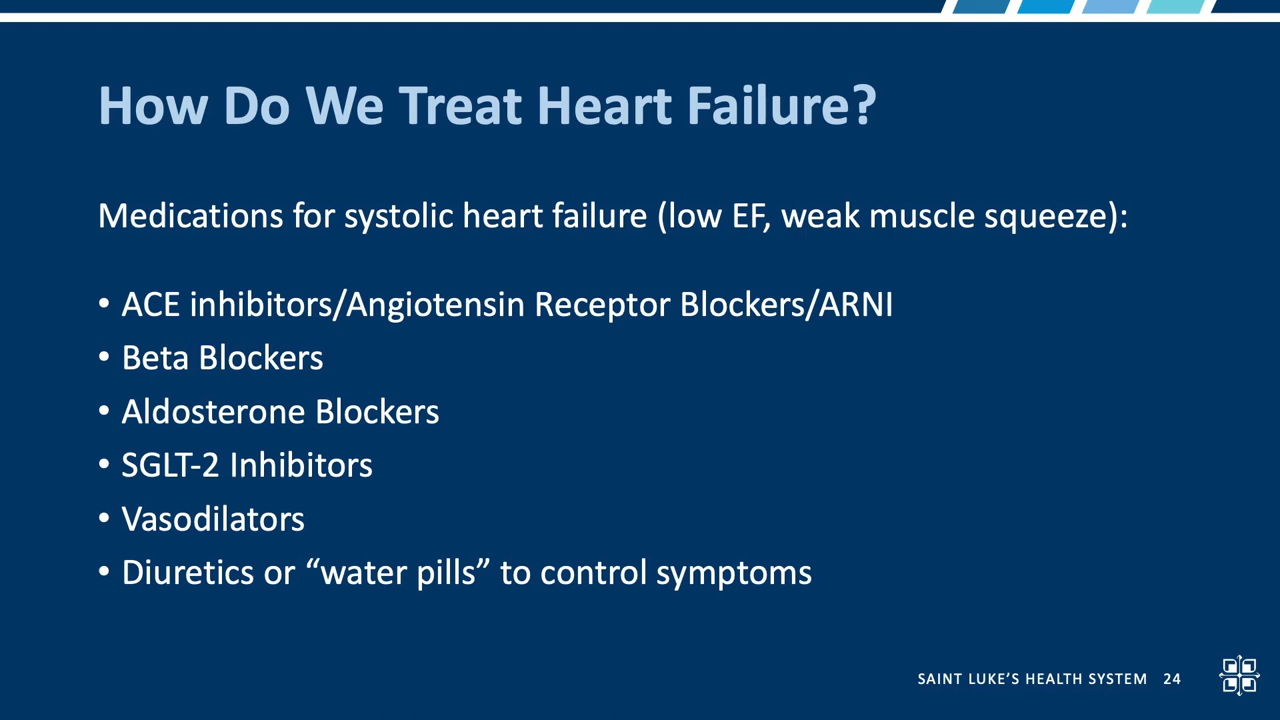 How Do We Treat Heart Failure?
Medications for systolic heart failure (low EF, weak muscle squeeze):
• ACE inhibitors/Angiotensin Receptor Blockers/ARNI
• Beta Blockers
• Aldosterone Blockers
• SGLT-2 Inhibitors
• Vasodilators
• Diuretics or “water pills” to control symptoms
SAINT LUKE’S HEALTH SYSTEM 24